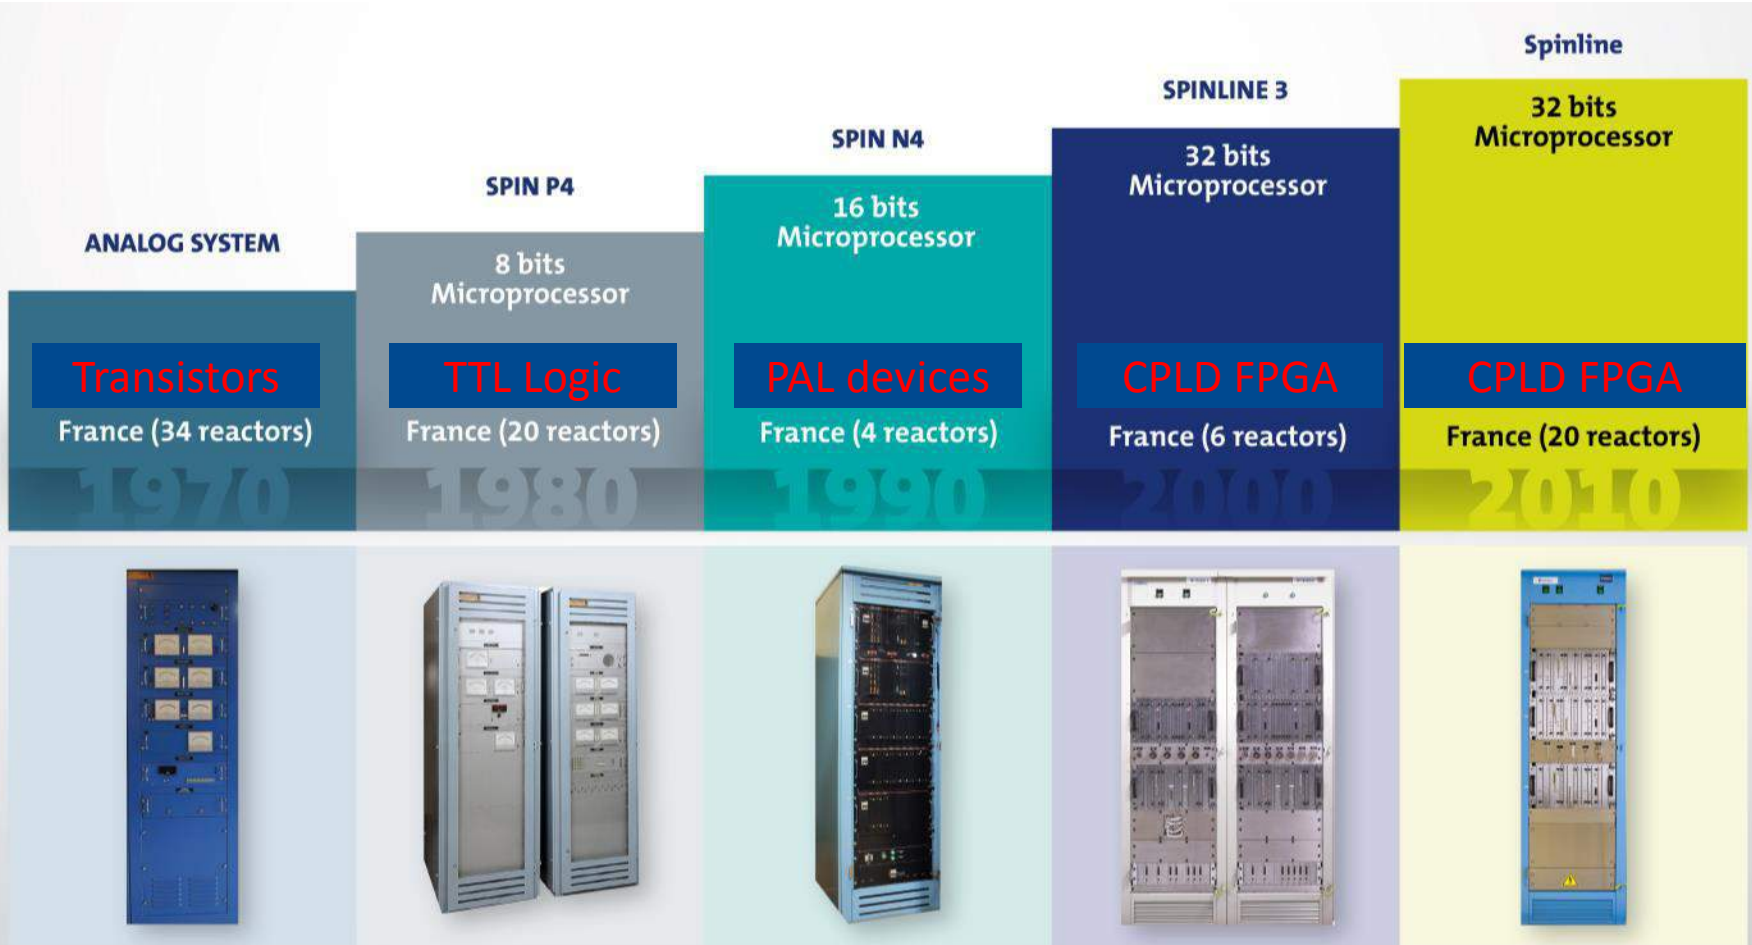 ANALOG SYSTEM
Transistors
France (34 reactors)
1970
SPIN P4
8 bits
Microprocessor
TTL Logic
France (20 reactors)
1980
SPIN N4
16 bits
Microprocessor
PAL devices
France (4 reactors)
1990
SPINLINE 3
32 bits
Microprocessor
CPLD FPGA
France (6 reactors)
2000
Spinline
32 bits
Microprocessor
CPLD FPGA
France (20 reactors)
2010